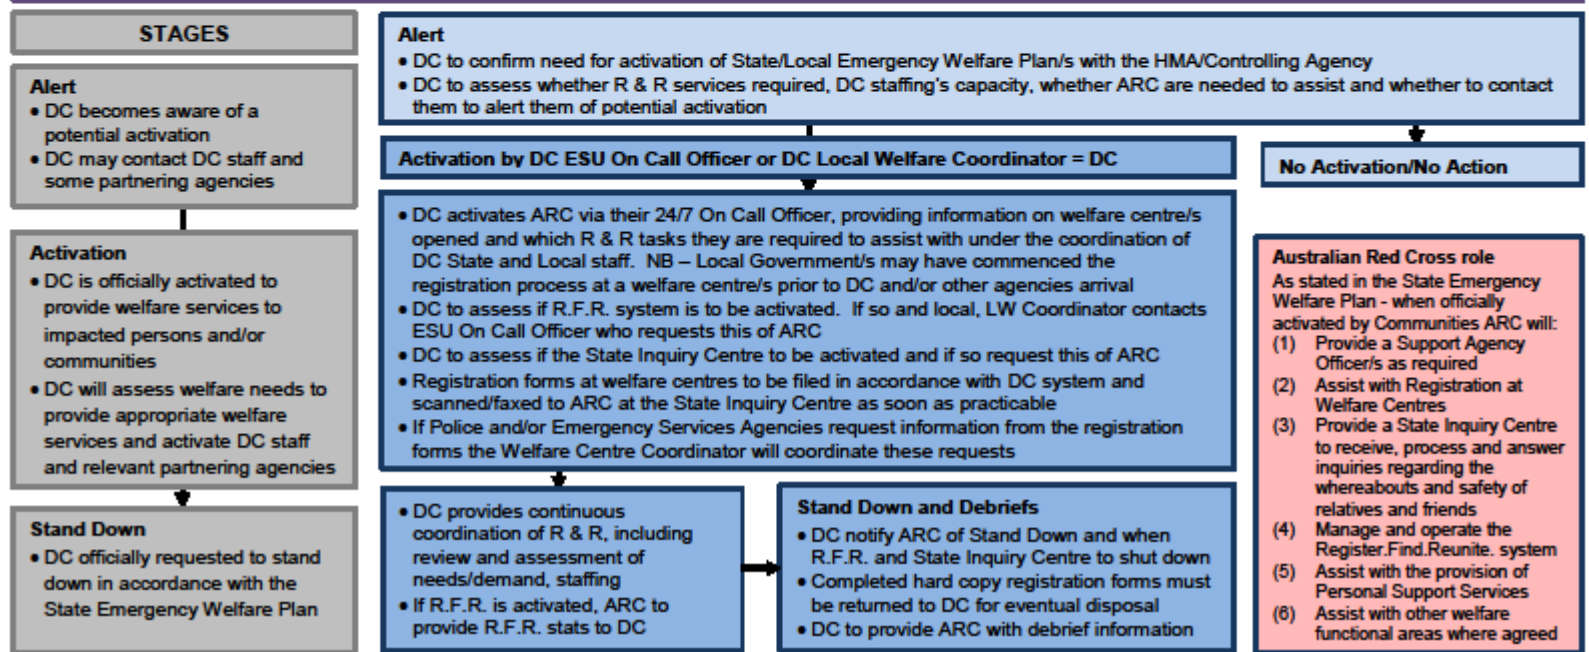 STAGES
Alert
• DC becomes aware of a
potential activation
• DC may contact DC staff and
some partnering agencies
Activation
• DC is officially activated to
provide welfare services to
impacted persons and/or
communities
• DC will assess welfare needs to
provide appropriate welfare
services and activate DC staff
and relevant partnering agencies
Stand Down
• DC officially requested to stand
down in accordance with the
State Emergency Welfare Plan
Alert
• DC to confirm need for activation of State/Local Emergency Welfare Plan/s with the HMA/Controlling Agency
• DC to assess whether R & R services required, DC staffing's capacity, whether ARC are needed to assist and whether to contact
them to alert them of potential activation
Activation by DC ESU On Call Officer or DC Local Welfare Coordinator = DC
No Activation/No Action
• DC activates ARC via their 24/7 On Call Officer, providing information on welfare centre/s
opened and which R & R tasks they are required to assist with under the coordination of
DC State and Local staff. NB – Local Government/s may have commenced the
registration process at a welfare centre/s prior to DC and/or other agencies arrival
• DC to assess if R.F.R. system is to be activated. If so and local, LW Coordinator contacts
ESU On Call Officer who requests this of ARC
• DC to assess if the State Inquiry Centre to be activated and if so request this of ARC
• Registration forms at welfare centres to be filed in accordance with DC system and
scanned/faxed to ARC at the State Inquiry Centre as soon as practicable
• If Police and/or Emergency Services Agencies request information from the registration
forms the Welfare Centre Coordinator will coordinate these requests
• DC provides continuous
coordination of R & R, including
review and assessment of
needs/demand, staffing
• If R.F.R. is activated, ARC to
provide R.F.R. stats to DC
Stand Down and Debriefs
• DC notify ARC of Stand Down and when
R.F.R. and State Inquiry Centre to shut down
• Completed hard copy registration forms must
be returned to DC for eventual disposal
• DC to provide ARC with debrief information
Australian Red Cross role
As stated in the State Emergency
Welfare Plan - when officially
activated by Communities ARC will:
(1) Provide a Support Agency
Officer/s as required
(2) Assist with Registration at
Welfare Centres
(3) Provide a State Inquiry Centre
to receive, process and answer
inquiries regarding the
whereabouts and safety of
relatives and friends
(4) Manage and operate the
Register.Find.Reunite. system
(5) Assist with the provision of
Personal Support Services
(6) Assist with other welfare
functional areas where agreed